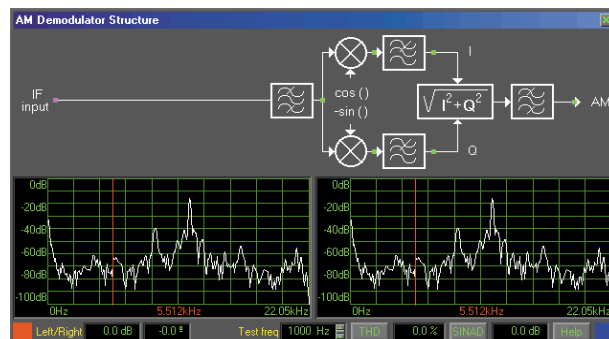 AM Demodulator Structure
I
IF
input
cos ()
-sin ()
√I²+Q²
AM
Q
0dB
-20dB
-40dB
-60dB
-80dB
-100dB
0Hz 5.512kHz 22.05kHz
0dB
-20dB
-40dB
-60dB
-80dB
-100dB
0Hz 5.512kHz 22.05kHz
Left/Right 0.0 dB -0.0 º Test freq 1000 Hz THD 0.0 % SINAD 0.0 dB Help